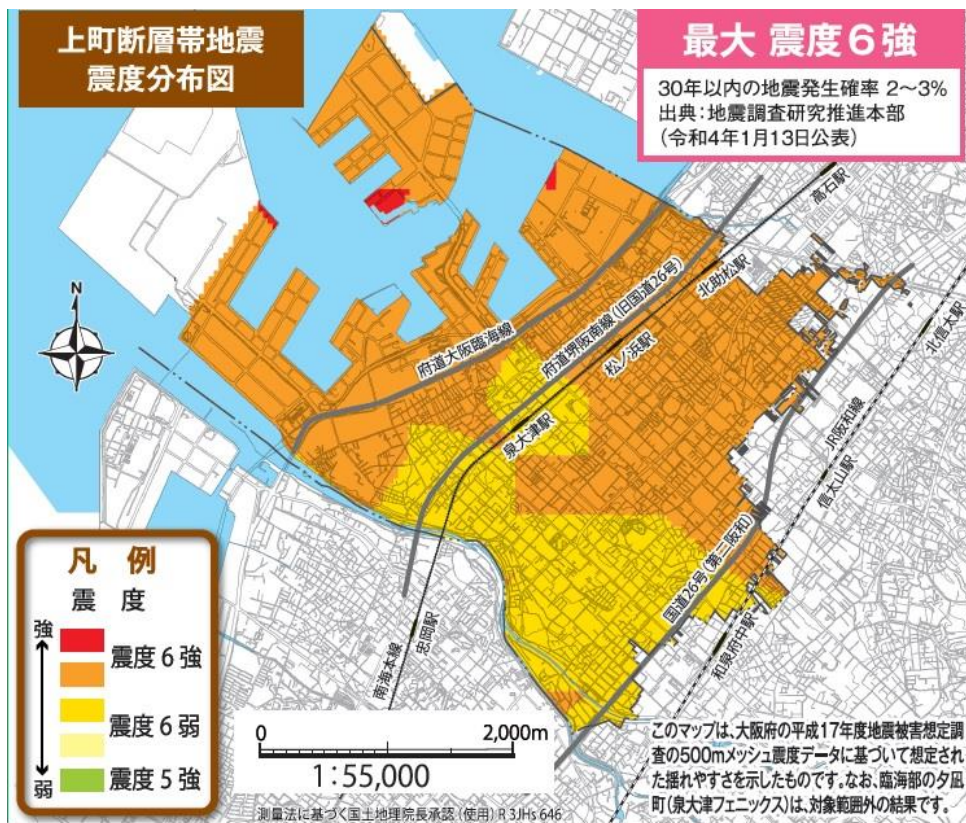 上町断層帯地震
震度分布図
最大 震度6強
30年以内の地震発生確率 2～3%
出典：地震調査研究推進本部
（令和4年1月13日公表）
高石駅
北助松駅
北信太駅
府道大阪臨海線
府道堺阪南線（旧国道26号）
松ノ浜駅
N
泉大津駅
JR阪和線
信太山駅
国道26号（第二阪和）
和泉府中駅
忠岡駅
南海本線
凡 例
震 度
強
震度6強
震度6弱
震度5強
弱
0 2,000m
1：55,000
測量法に基づく国土地理院長承認（使用）R 3JHs 646
このマップは、大阪府の平成17年度地震被害想定調
査の500mメッシュ震度データに基づいて想定され
た揺れやすさを示したものです。なお、臨海部の夕凪
町（泉大津フェニックス）は、対象範囲外の結果です。